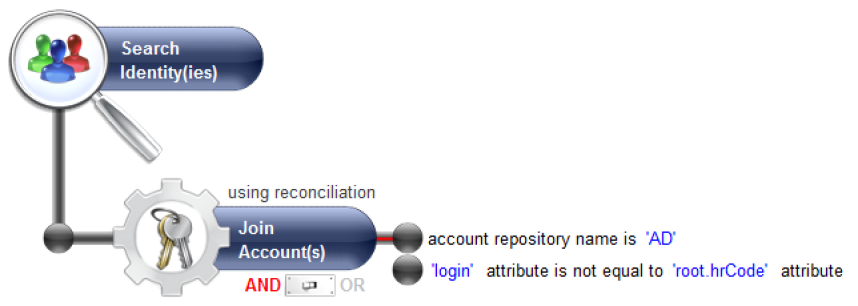 Search
Identity(ies)
using reconciliation
Join
Account(s)
account repository name is 'AD'
'login' attribute is not equal to 'root.hrCode' attribute
AND OR